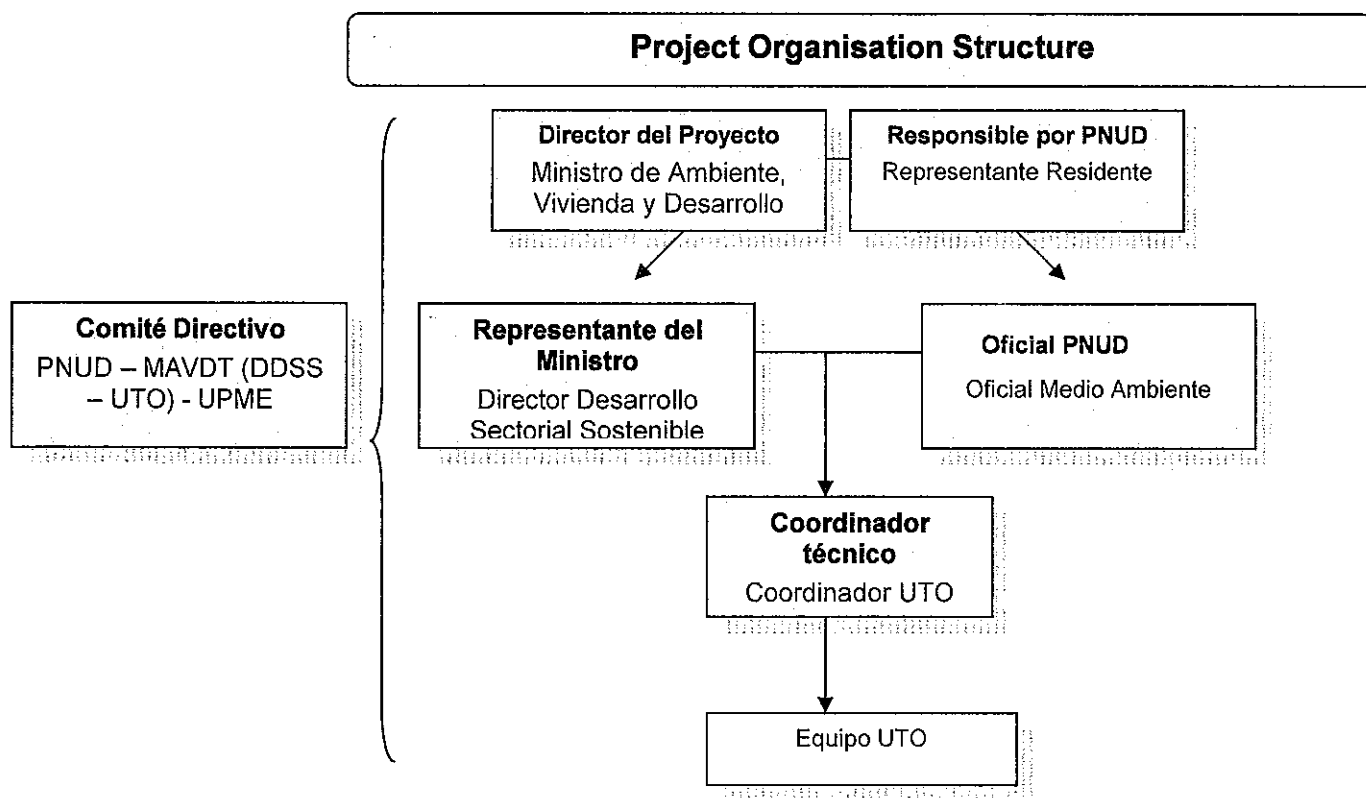 Project Organisation Structure
Director del Proyecto
Ministro de Ambiente,
Vivienda y Desarrollo
Responsible por PNUD
Representante Residente
Comité Directivo
PNUD – MAVDT (DDSS
– UTO) - UPME
Representante del
Ministro
Director Desarrollo
Sectorial Sostenible
Oficial PNUD
Oficial Medio Ambiente
Coordinador
técnico
Coordinador UTO
Equipo UTO